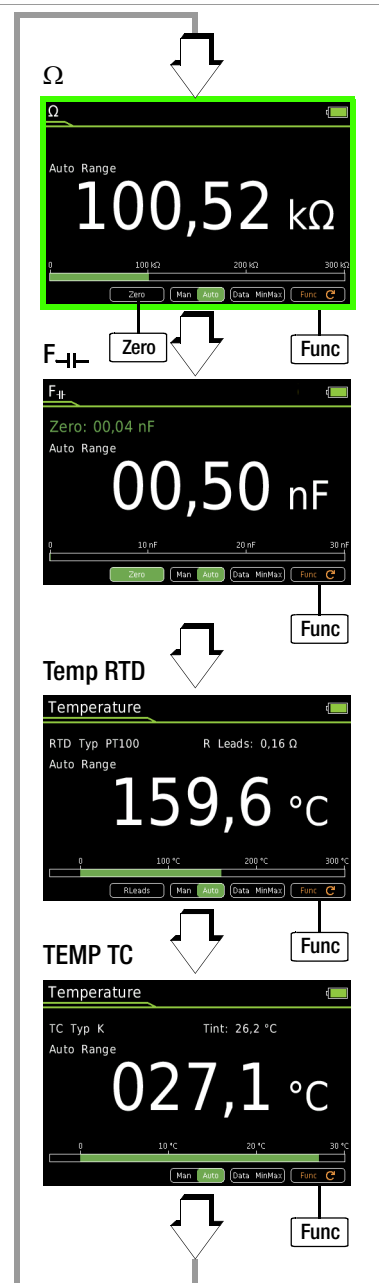 Ω
Ω
Auto Range
100,52 kΩ
0 100 kΩ 200 kΩ 300 kΩ
Zero Man Auto Data MinMax Func
Zero Func
F
F
Zero: 00,04 nF
Auto Range
00,50 nF
0 10 nF 20 nF 30 nF
Zero Man Auto Data MinMax Func
Func
Temp RTD
Temperature
RTD Typ PT100 R Leads: 0,16 Ω
Auto Range
159,6 °C
0 100 °C 200 °C 300 °C
RLeads Man Auto Data MinMax Func
Func
TEMP TC
Temperature
TC Typ K Tint: 26,2 °C
Auto Range
027,1 °C
0 10 °C 20 °C 30 °C
Man Auto Data MinMax Func
Func